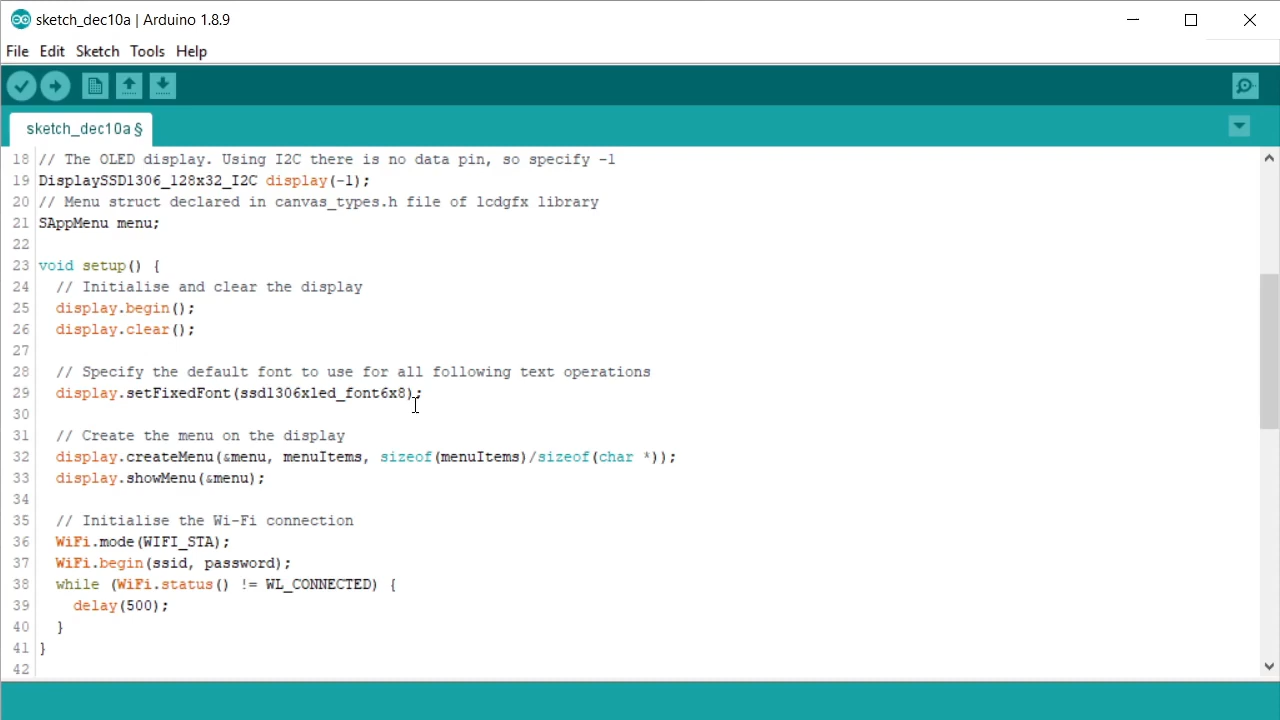 sketch_dec10a | Arduino 1.8.9
File Edit Sketch Tools Help
sketch_dec10a §
18 // The OLED display. Using I2C there is no data pin, so specify -1
19 DisplaySSD1306_128x32_I2C display(-1);
20 // Menu struct declared in canvas_types.h file of lcdgfx library
21 SAppMenu menu;
22
23 void setup() {
24   // Initialise and clear the display
25   display.begin();
26   display.clear();
27
28   // Specify the default font to use for all following text operations
29   display.setFixedFont(ssd1306xled_font6x8);
30
31   // Create the menu on the display
32   display.createMenu(&menu, menuItems, sizeof(menuItems)/sizeof(char *));
33   display.showMenu(&menu);
34
35   // Initialise the Wi-Fi connection
36   WiFi.mode(WIFI_STA);
37   WiFi.begin(ssid, password);
38   while (WiFi.status() != WL_CONNECTED) {
39     delay(500);
40   }
41 }
42